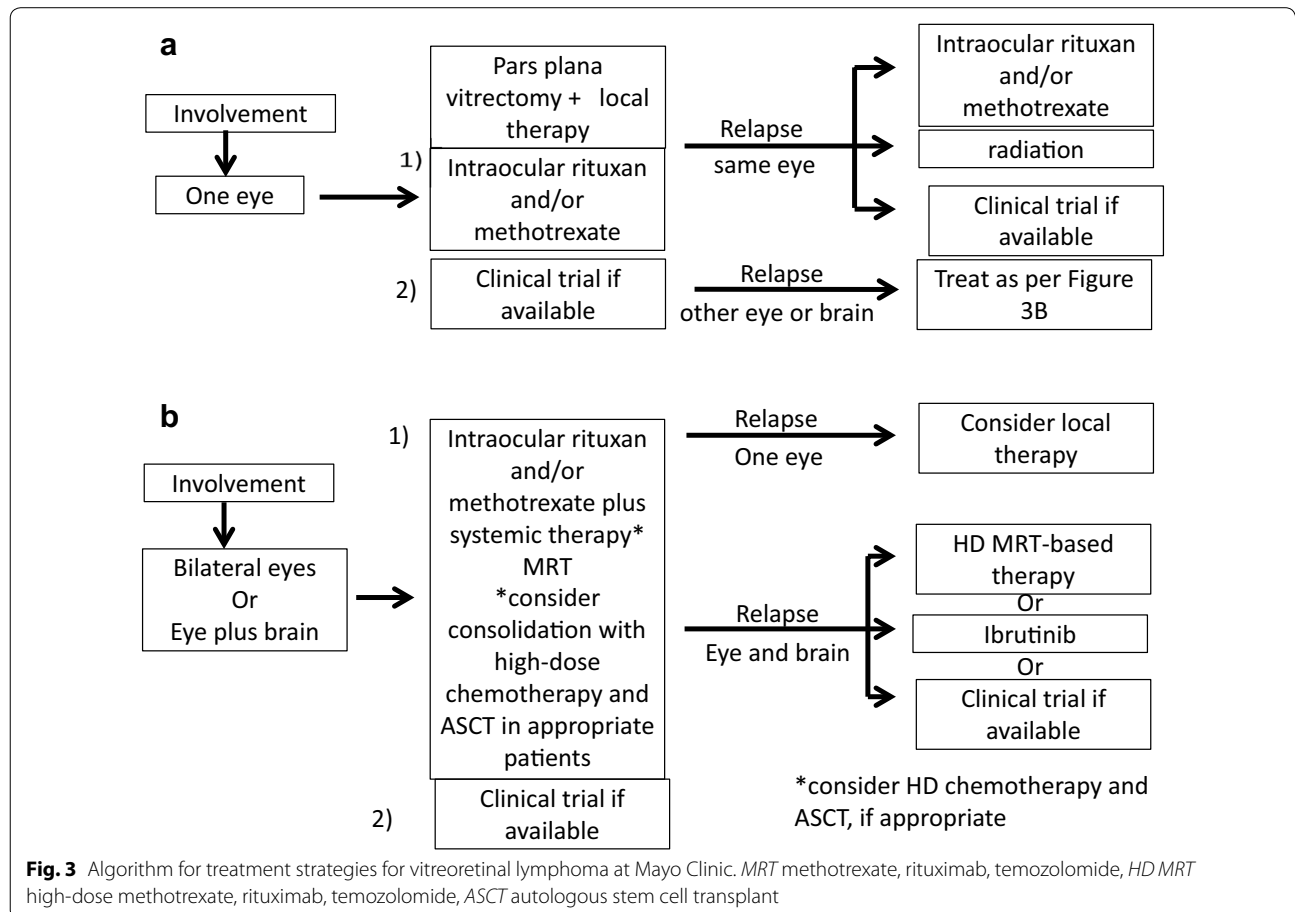 a
Involvement
One eye
1)
Pars plana
vitrectomy + local
therapy
Intraocular rituxan
and/or
methotrexate
2)
Clinical trial if
available
Relapse
same eye
Intraocular rituxan
and/or
methotrexate
radiation
Clinical trial if
available
Relapse
other eye or brain
Treat as per Figure
3B
b
Involvement
Bilateral eyes
Or
Eye plus brain
1)
Intraocular rituxan
and/or
methotrexate plus
systemic therapy*
MRT
*consider
consolidation with
high-dose
chemotherapy and
ASCT in appropriate
patients
2)
Clinical trial if
available
Relapse
One eye
Consider local
therapy
Relapse
Eye and brain
HD MRT-based
therapy
Or
Ibrutinib
Or
Clinical trial if
available
*consider HD chemotherapy and
ASCT, if appropriate
Fig. 3 Algorithm for treatment strategies for vitreoretinal lymphoma at Mayo Clinic. MRT methotrexate, rituximab, temozolomide, HD MRT
high-dose methotrexate, rituximab, temozolomide, ASCT autologous stem cell transplant